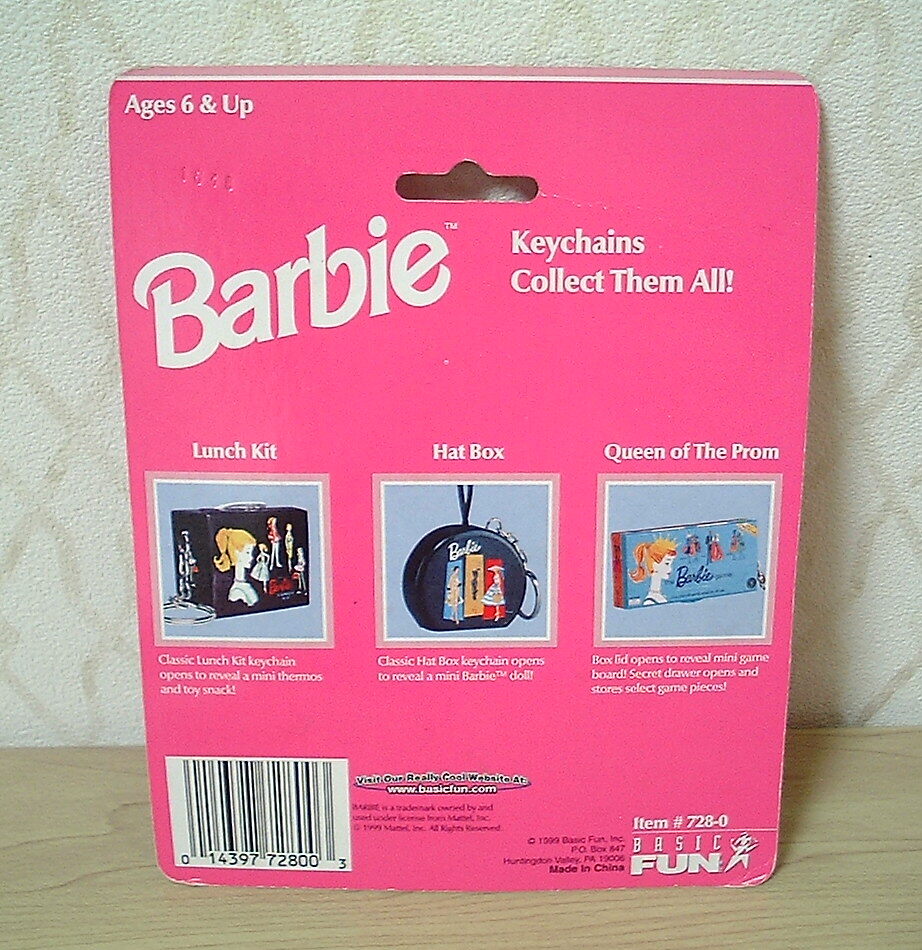 Ages 6 & Up
Barbie™
Keychains
Collect Them All!
Lunch Kit
Hat Box
Queen of The Prom
Barbie
Barbie
Barbie
Classic Lunch Kit keychain
opens to reveal a mini thermos
and toy snack!
Classic Hat Box keychain opens
to reveal a mini Barbie™ doll!
Box lid opens to reveal mini game
board! Secret drawer opens and
stores select game pieces!
Visit Our Really Cool Website At:
www.basicfun.com
BARBIE is a trademark owned by and
used under license from Mattel, Inc.
© 1999 Mattel, Inc. All Rights Reserved.
0 14397 72800 3
© 1999 Basic Fun, Inc.
P.O. Box 847
Huntingdon Valley, PA 19006
Made in China
Item # 728-0
BASIC
FUN